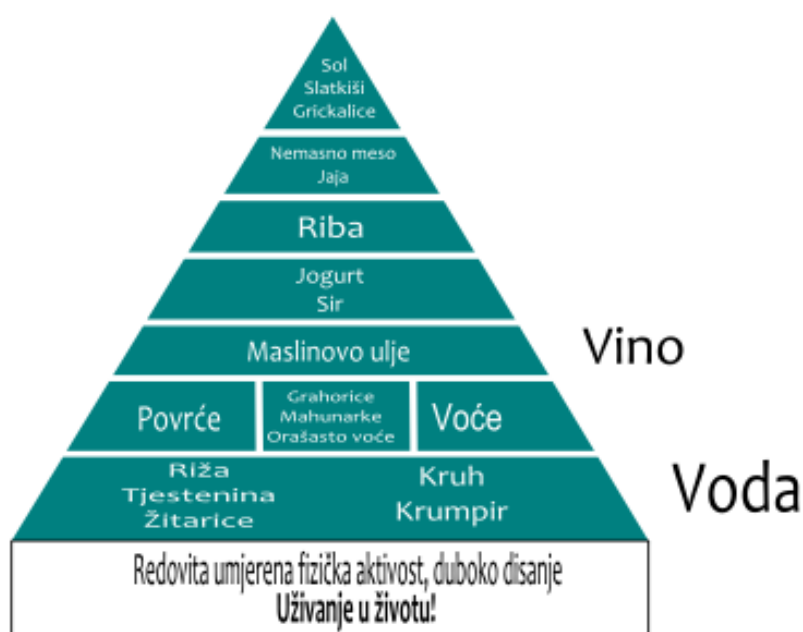 Sol
Slatkiši
Grickalice
Nemasno meso
Jaja
Riba
Jogurt
Sir
Maslinovo ulje
Vino
Povrće
Grahorice
Mahunarke
Orašasto voće
Voće
Riža
Tjestenina
Žitarice
Kruh
Krumpir
Voda
Redovita umjerena fizička aktivost, duboko disanje
Uživanje u životu!